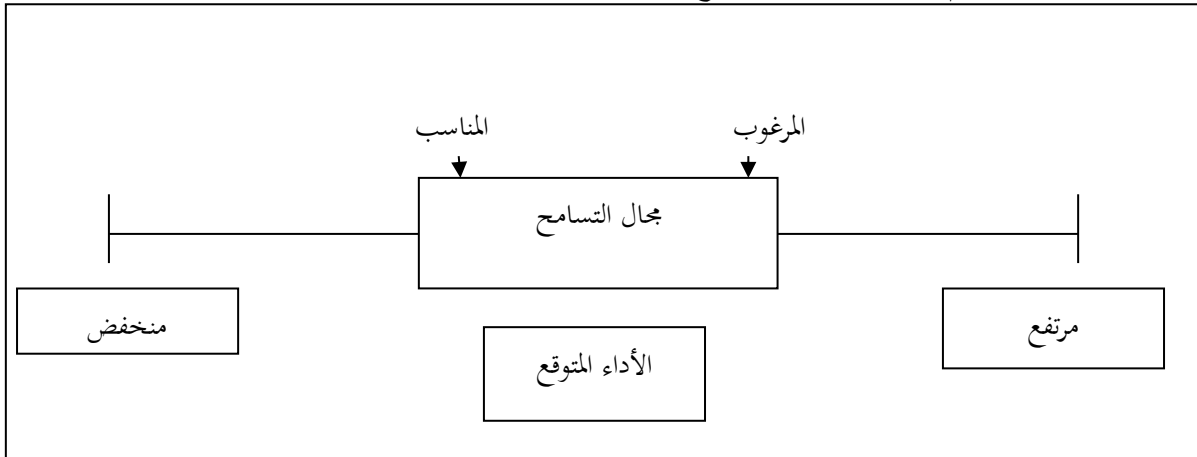 المرغوب
المناسب
مجال التسامح
مرتفع
منخفض
الأداء المتوقع